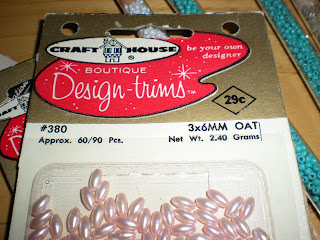 CRAFT HOUSE
be your own
designer
BOUTIQUE
Design-trims™
29¢
#380 3x6MM OAT
Approx. 60/90 Pcs. Net Wt. 2.40 Grams